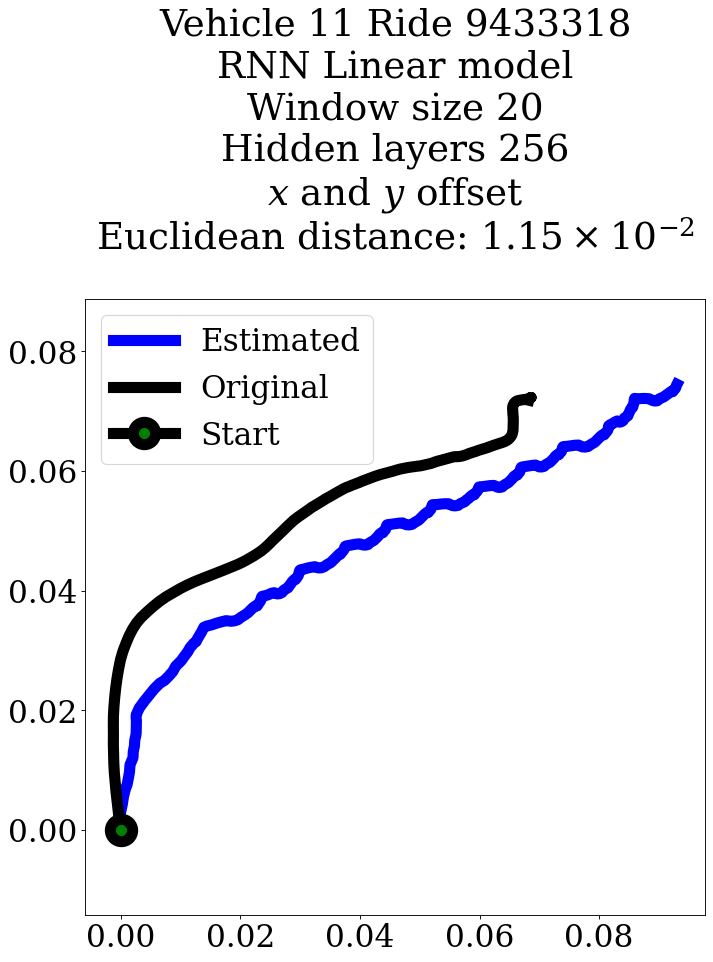 Vehicle 11 Ride 9433318
RNN Linear model
Window size 20
Hidden layers 256
x and y offset
Euclidean distance: 1.15 × 10⁻²
Estimated
Original
Start
0.08
0.06
0.04
0.02
0.00
0.00 0.02 0.04 0.06 0.08